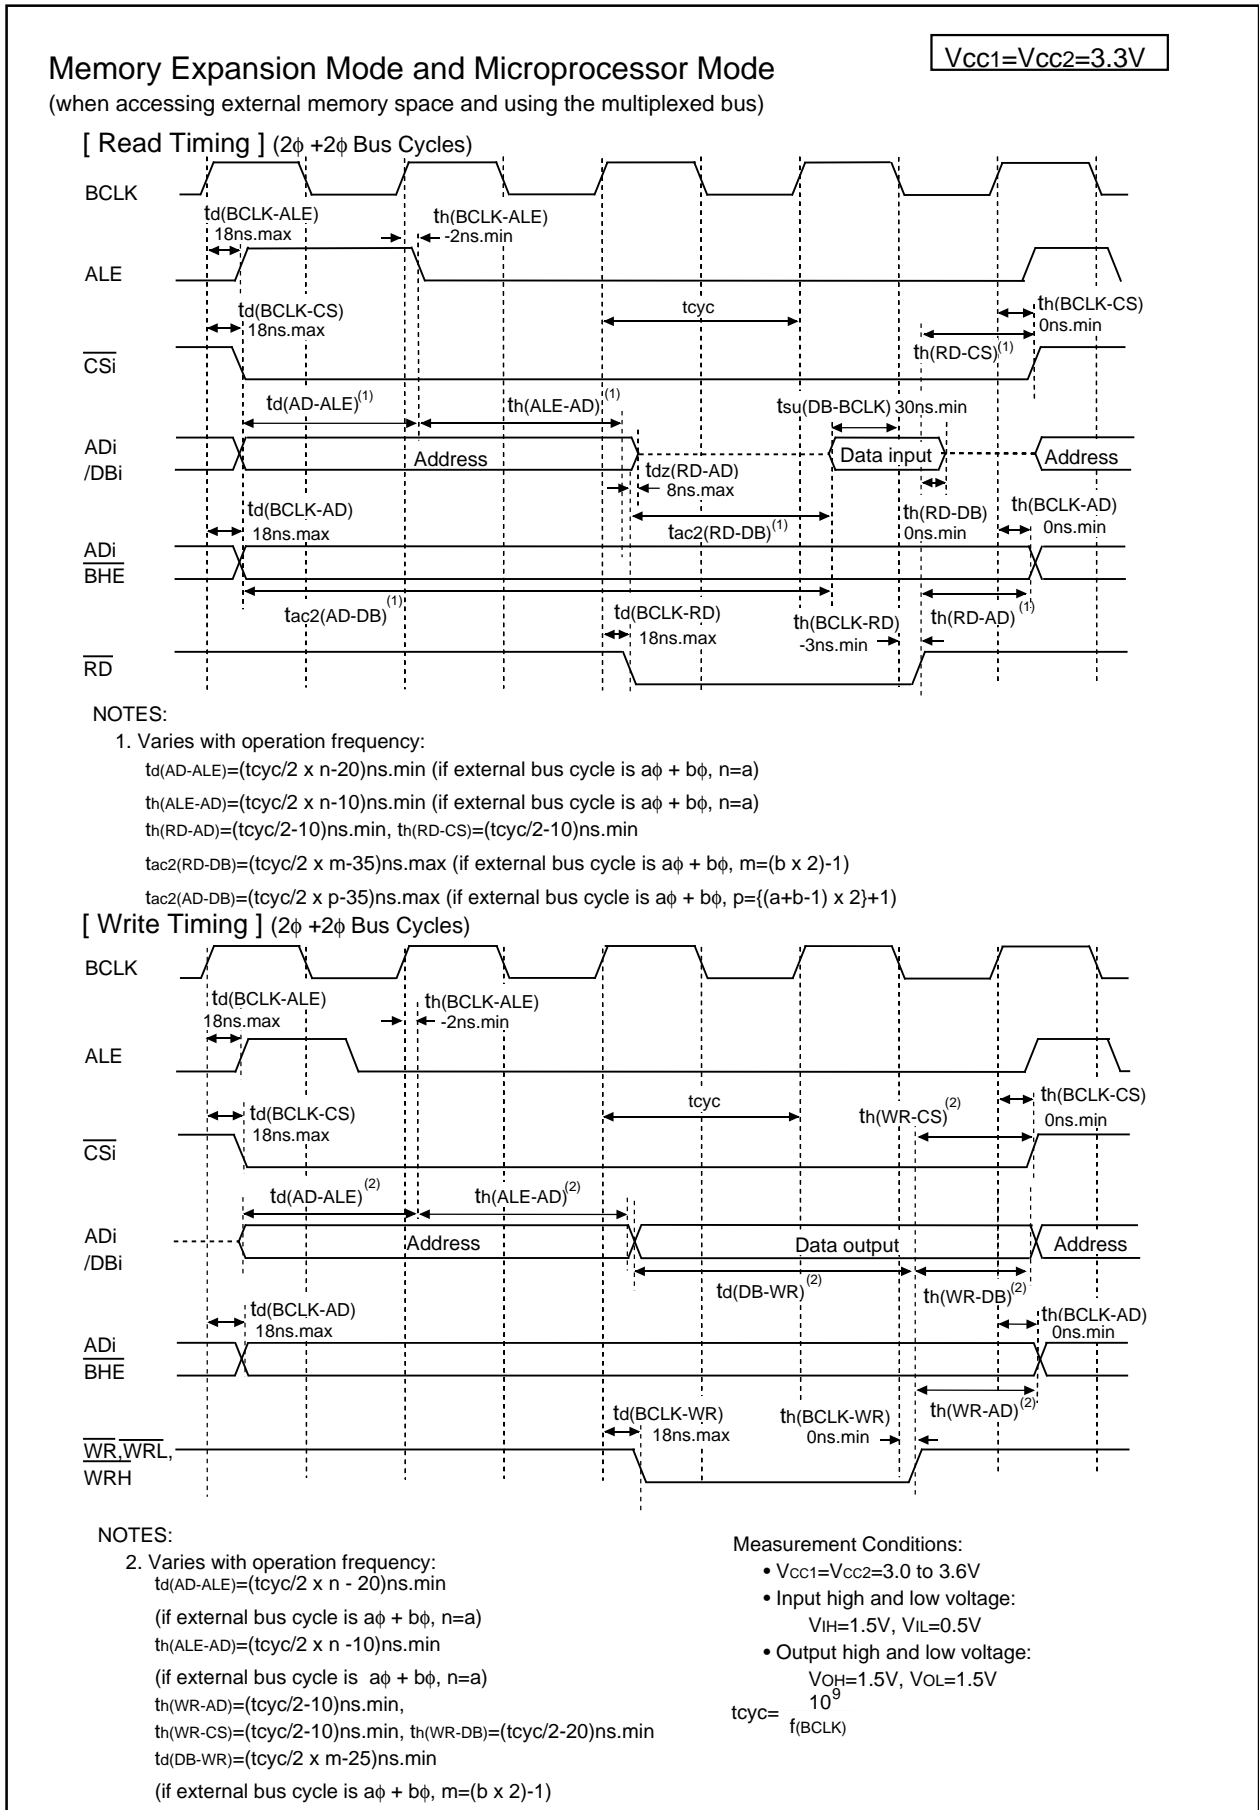 Vcc1=Vcc2=3.3V
Memory Expansion Mode and Microprocessor Mode
(when accessing external memory space and using the multiplexed bus)
[ Read Timing ] (2ϕ +2ϕ Bus Cycles)
BCLK
td(BCLK-ALE)
18ns.max
th(BCLK-ALE)
-2ns.min
ALE
td(BCLK-CS)
18ns.max
tcyc
th(BCLK-CS)
0ns.min
th(RD-CS)(1)
CSi
td(AD-ALE)(1)
th(ALE-AD)(1)
tsu(DB-BCLK) 30ns.min
ADi
/DBi
Address
Data input
Address
tdz(RD-AD)
8ns.max
td(BCLK-AD)
18ns.max
tac2(RD-DB)(1)
th(RD-DB)
0ns.min
th(BCLK-AD)
0ns.min
ADi
BHE
tac2(AD-DB)(1)
td(BCLK-RD)
18ns.max
th(BCLK-RD)
-3ns.min
th(RD-AD)(1)
RD
NOTES:
1. Varies with operation frequency:
td(AD-ALE)=(tcyc/2 x n-20)ns.min (if external bus cycle is aϕ + bϕ, n=a)
th(ALE-AD)=(tcyc/2 x n-10)ns.min (if external bus cycle is aϕ + bϕ, n=a)
th(RD-AD)=(tcyc/2-10)ns.min, th(RD-CS)=(tcyc/2-10)ns.min
tac2(RD-DB)=(tcyc/2 x m-35)ns.max (if external bus cycle is aϕ + bϕ, m=(b x 2)-1)
tac2(AD-DB)=(tcyc/2 x p-35)ns.max (if external bus cycle is aϕ + bϕ, p={(a+b-1) x 2}+1)
[ Write Timing ] (2ϕ +2ϕ Bus Cycles)
BCLK
td(BCLK-ALE)
18ns.max
th(BCLK-ALE)
-2ns.min
ALE
td(BCLK-CS)
18ns.max
tcyc
th(WR-CS)(2)
th(BCLK-CS)
0ns.min
CSi
td(AD-ALE)(2)
th(ALE-AD)(2)
ADi
/DBi
Address
Data output
Address
td(DB-WR)(2)
th(WR-DB)(2)
td(BCLK-AD)
18ns.max
th(BCLK-AD)
0ns.min
ADi
BHE
td(BCLK-WR)
18ns.max
th(BCLK-WR)
0ns.min
th(WR-AD)(2)
WR,WRL,
WRH
NOTES:
2. Varies with operation frequency:
td(AD-ALE)=(tcyc/2 x n - 20)ns.min
(if external bus cycle is aϕ + bϕ, n=a)
th(ALE-AD)=(tcyc/2 x n -10)ns.min
(if external bus cycle is aϕ + bϕ, n=a)
th(WR-AD)=(tcyc/2-10)ns.min,
th(WR-CS)=(tcyc/2-10)ns.min, th(WR-DB)=(tcyc/2-20)ns.min
td(DB-WR)=(tcyc/2 x m-25)ns.min
(if external bus cycle is aϕ + bϕ, m=(b x 2)-1)
Measurement Conditions:
• VCC1=VCC2=3.0 to 3.6V
• Input high and low voltage:
VIH=1.5V, VIL=0.5V
• Output high and low voltage:
VOH=1.5V, VOL=1.5V
tcyc= 10^9
f(BCLK)